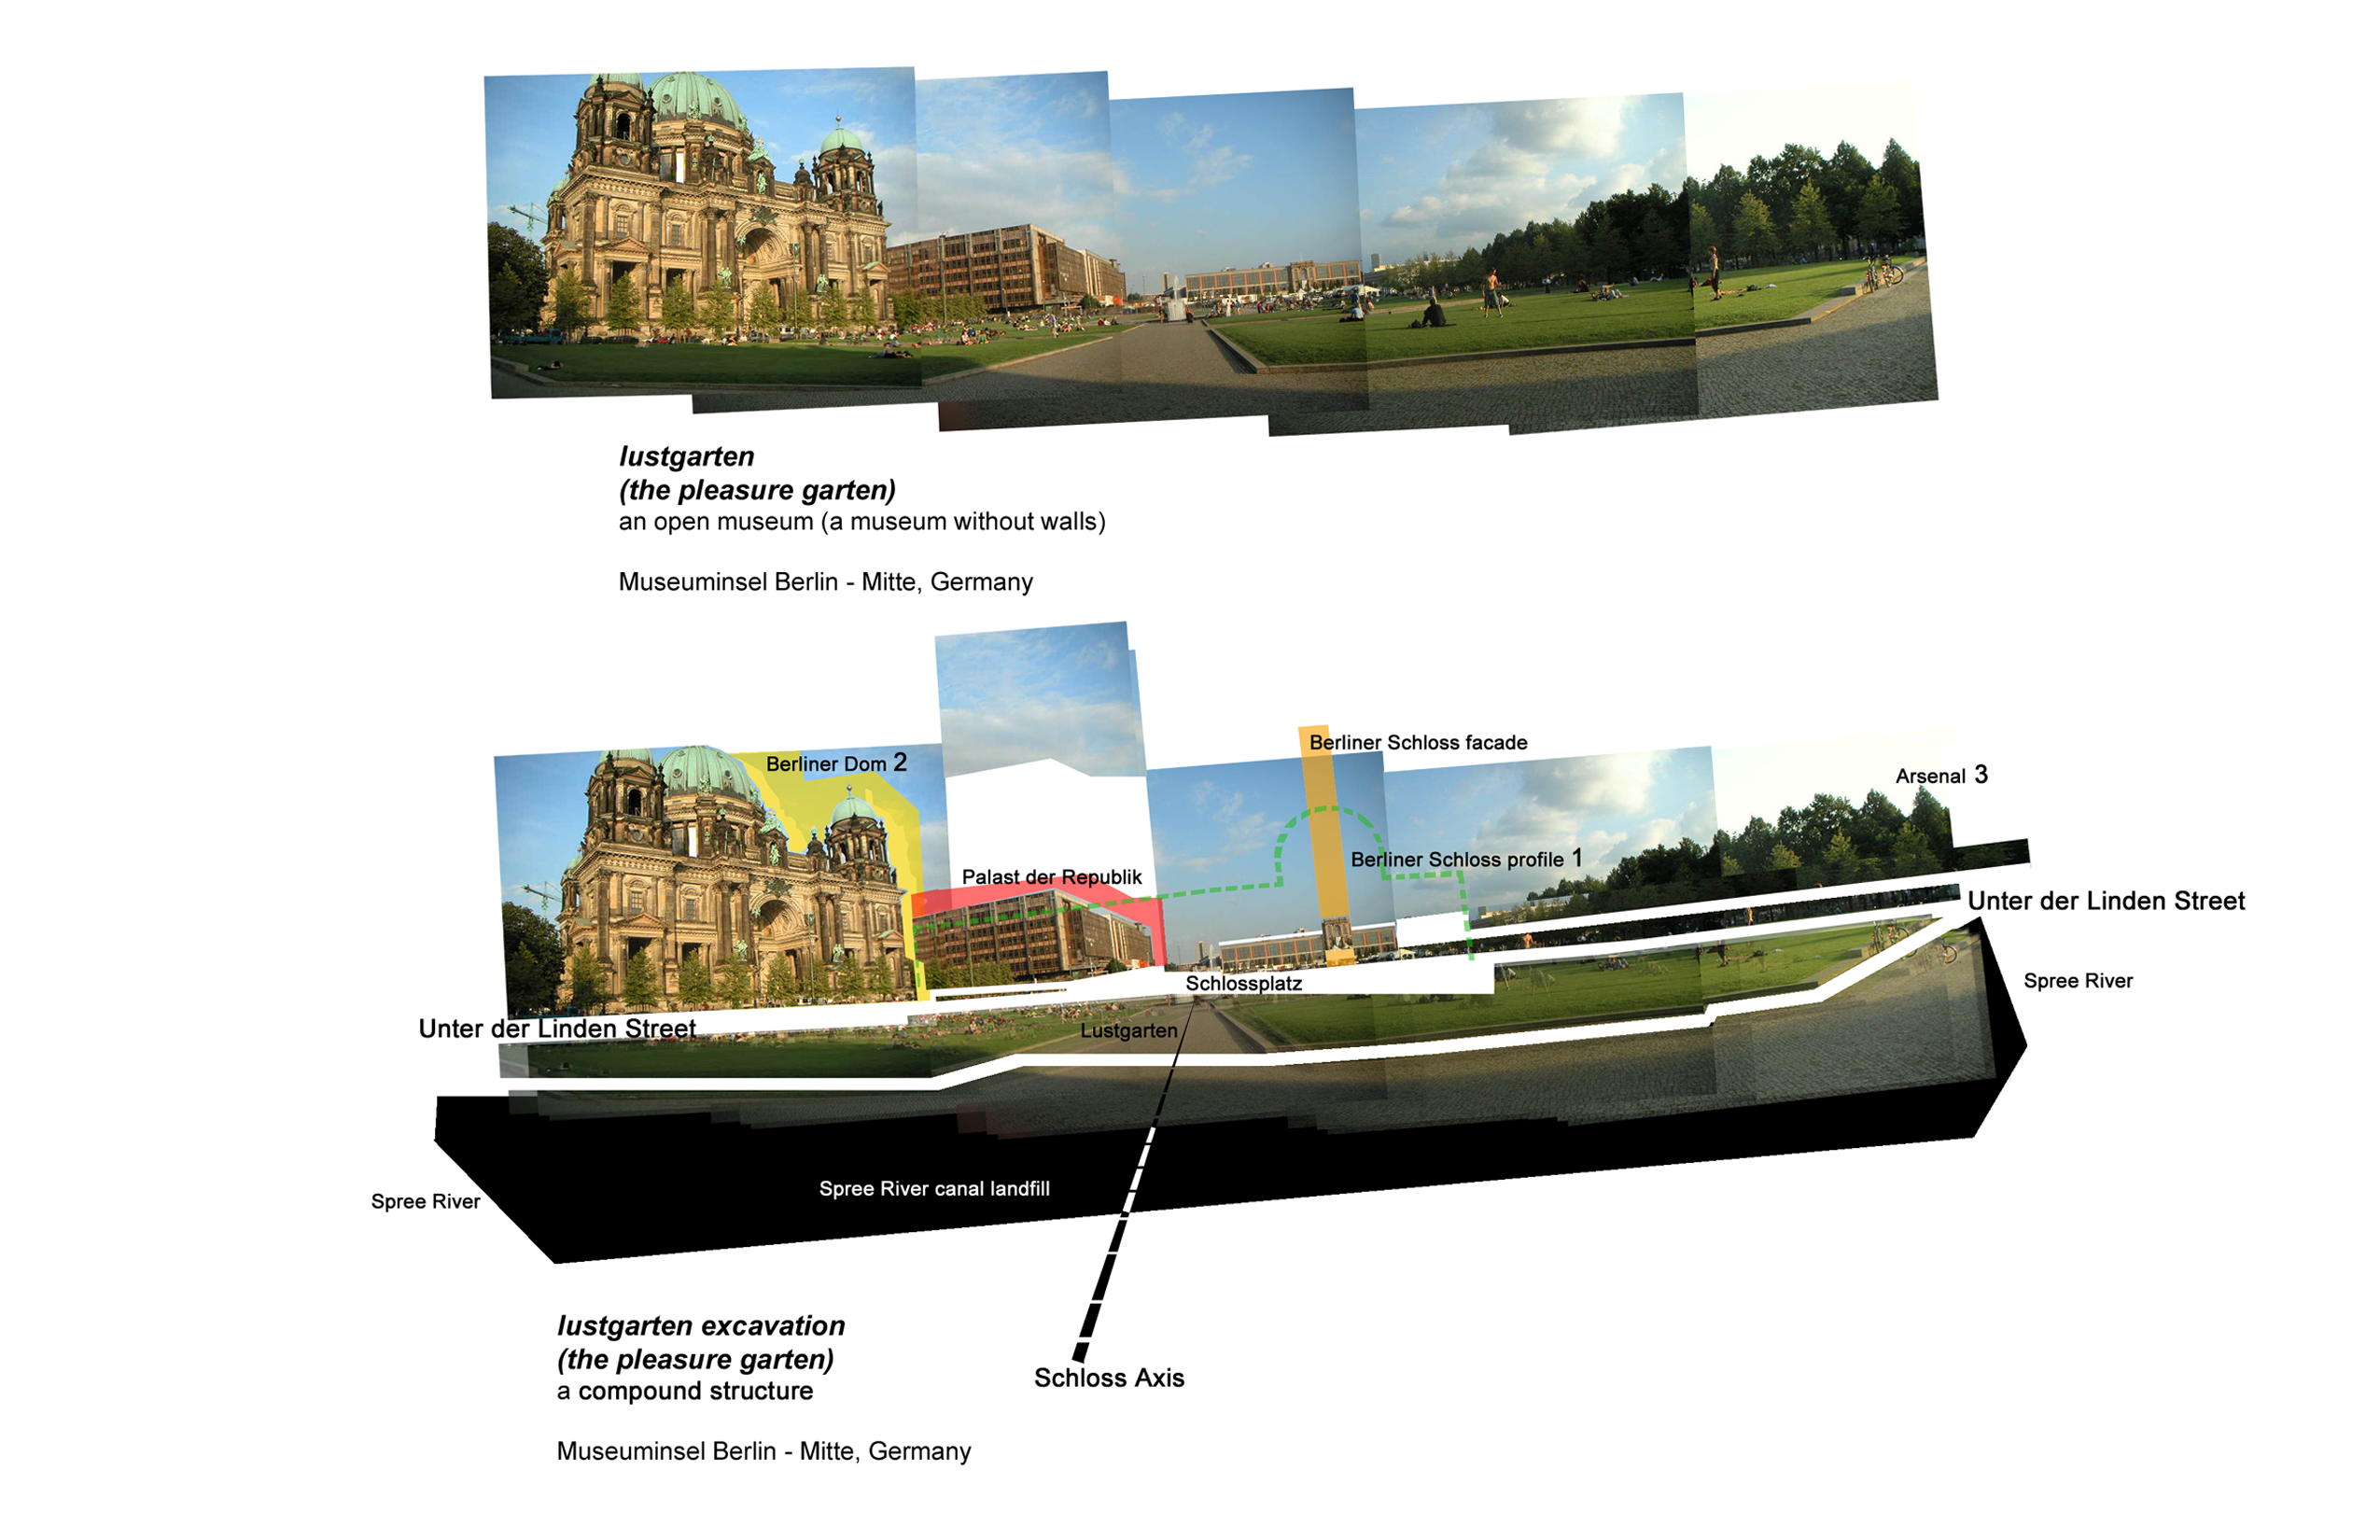 lustgarten
(the pleasure garten)
an open museum (a museum without walls)
Museuminsel Berlin - Mitte, Germany
Berliner Schloss facade
Berliner Dom 2
Arsenal 3
Berliner Schloss profile 1
Palast der Republik
Unter der Linden Street
Spree River
Schlossplatz
Unter der Linden Street
Lustgarten
Spree River canal landfill
Spree River
lustgarten excavation
(the pleasure garten)
a compound structure
Schloss Axis
Museuminsel Berlin - Mitte, Germany